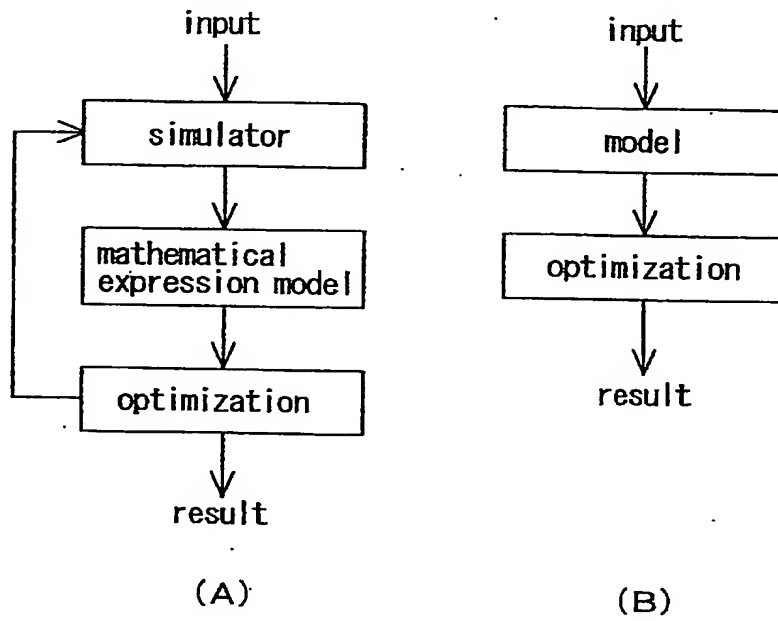 input
simulator
mathematical
expression model
optimization
result
(A)
input
model
optimization
result
(B)